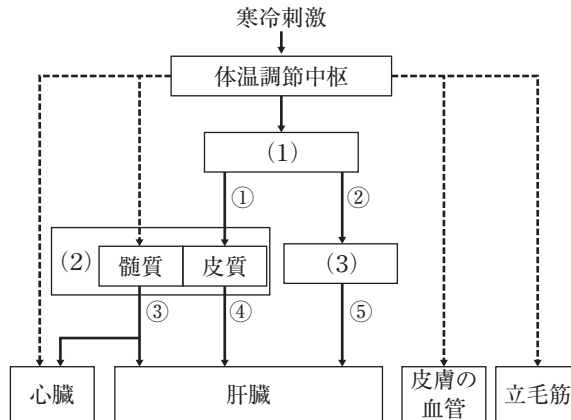 寒冷刺激
体温調節中枢
(1)
① ②
(2) 髄質 皮質 (3)
③ ④ ⑤
心臓 肝臓 皮膚の血管 立毛筋